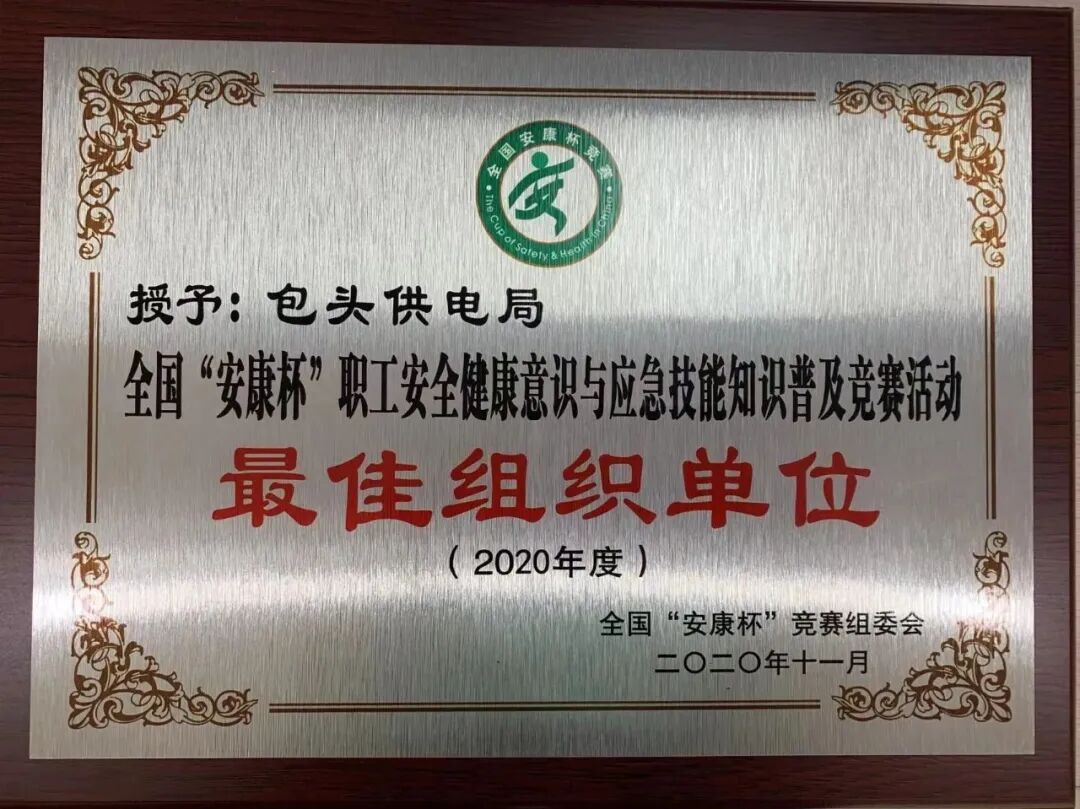 全国安康杯竞赛
The Cup of Safety & Health in China
安
授予：包头供电局
全国“安康杯”职工安全健康意识与应急技能知识普及竞赛活动
最佳组织单位
（2020年度）
全国“安康杯”竞赛组委会
二〇二〇年十一月